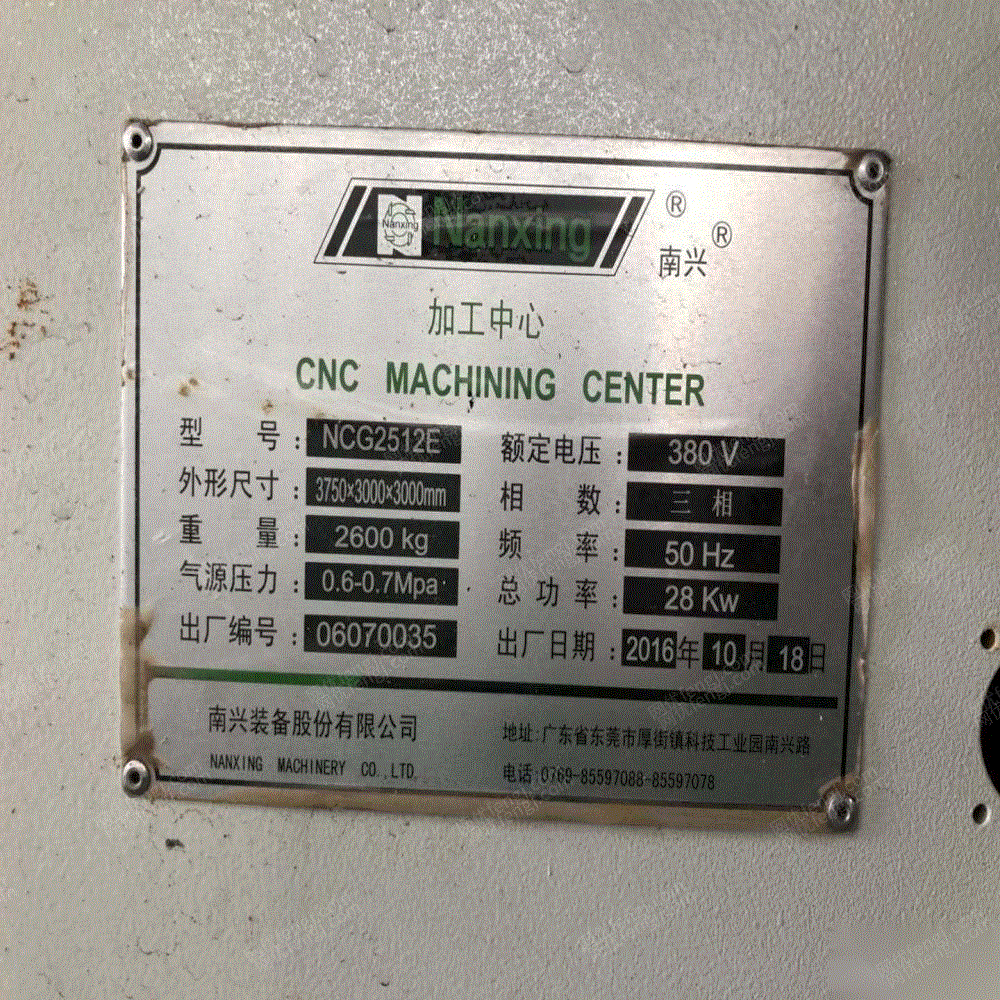 Nanxing Nanxing ®
南兴 ®
加工中心
CNC MACHINING CENTER
型号: NCG2512E 额定电压: 380 V
外形尺寸: 3750×3000×3000mm 相数: 三相
重量: 2600 kg 频率: 50 Hz
气源压力: 0.6-0.7Mpa 总功率: 28 Kw
出厂编号: 06070035 出厂日期: 2016年10月18日
南兴装备股份有限公司 地址:广东省东莞市厚街镇科技工业园南兴路
NANXING MACHINERY CO.,LTD. 电话:0769-85597088-85597078